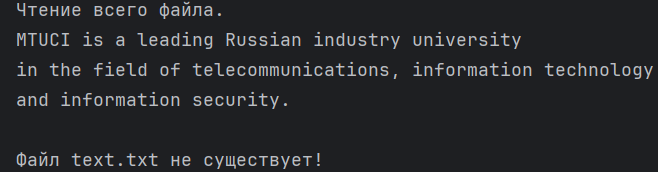 Чтение всего файла.
MTUCI is a leading Russian industry university
in the field of telecommunications, information technology
and information security.
Файл text.txt не существует!